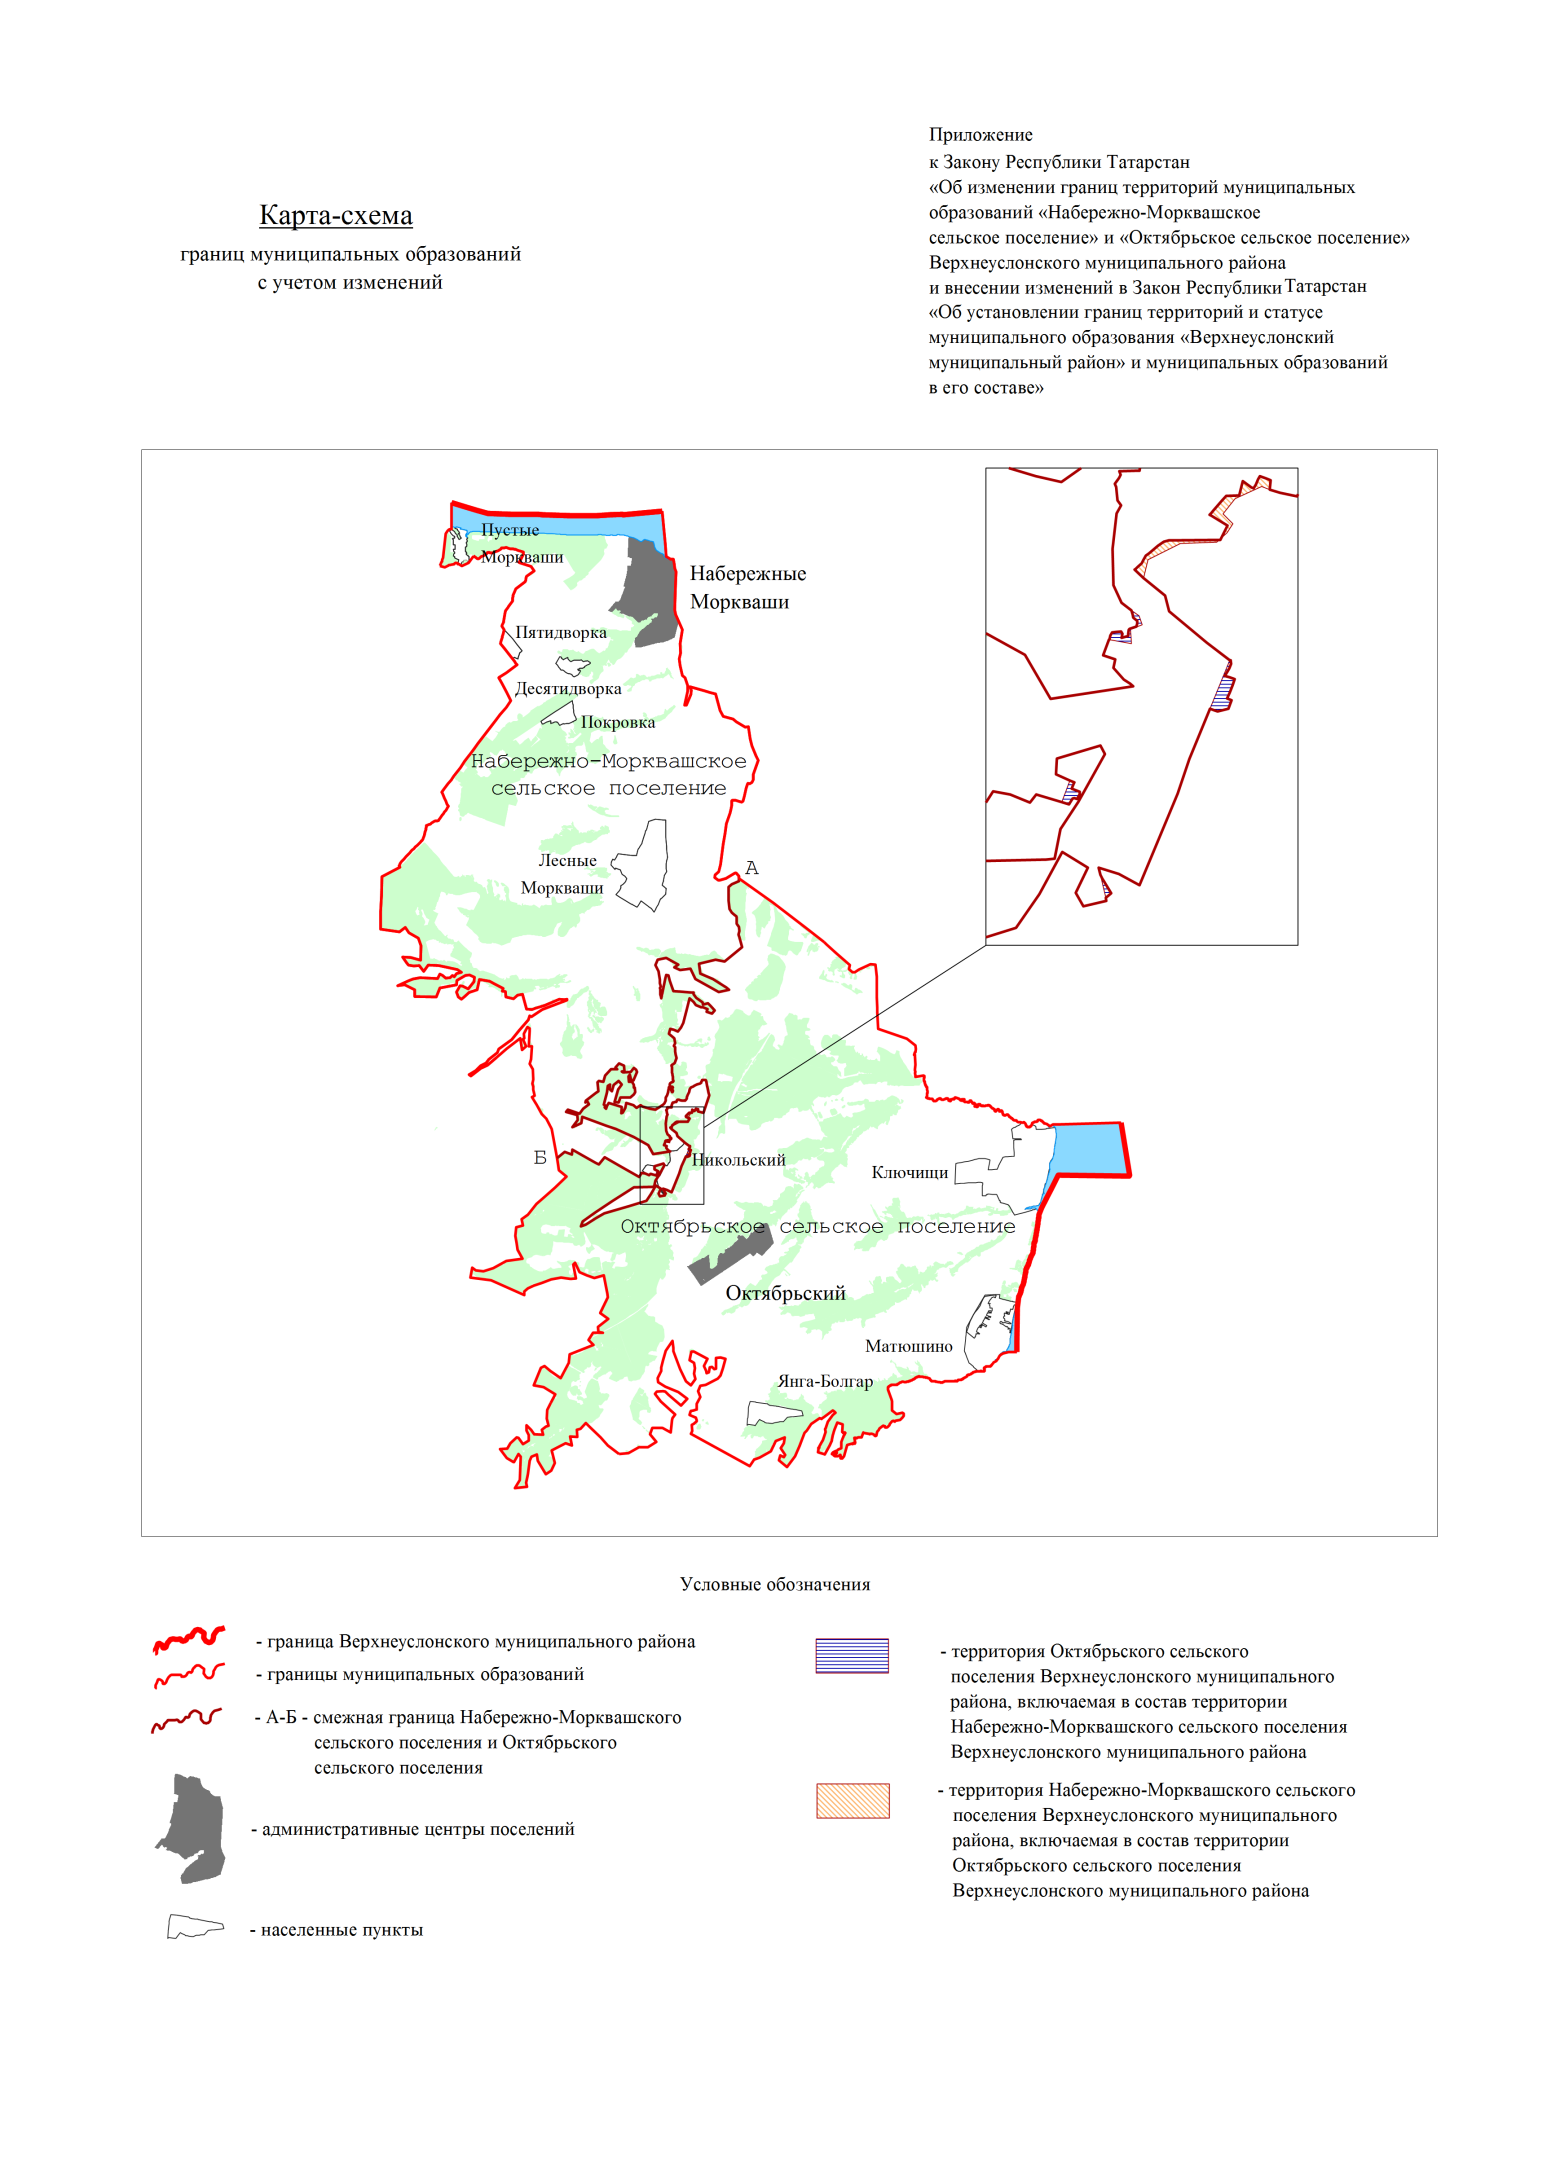 Приложение
к Закону Республики Татарстан
«Об изменении границ территорий муниципальных
образований «Набережно-Морквашское
сельское поселение» и «Октябрьское сельское поселение»
Верхнеуслонского муниципального района
и внесении изменений в Закон Республики Татарстан
«Об установлении границ территорий и статусе
муниципального образования «Верхнеуслонский
муниципальный район» и муниципальных образований
в его составе»
Карта-схема
границ муниципальных образований
с учетом изменений
Пустые
Моркваши
Набережные
Моркваши
Пятидворка
Десятидворка
Покровка
Набережно-Морквашское
сельское поселение
Лесные
Моркваши
А
Б
Никольский
Ключищи
Октябрьское сельское поселение
Октябрьский
Матюшино
Янга-Болгар
Условные обозначения
- граница Верхнеуслонского муниципального района
- границы муниципальных образований
- А-Б - смежная граница Набережно-Морквашского
сельского поселения и Октябрьского
сельского поселения
- административные центры поселений
- населенные пункты
- территория Октябрьского сельского
поселения Верхнеуслонского муниципального
района, включаемая в состав территории
Набережно-Морквашского сельского поселения
Верхнеуслонского муниципального района
- территория Набережно-Морквашского сельского
поселения Верхнеуслонского муниципального
района, включаемая в состав территории
Октябрьского сельского поселения
Верхнеуслонского муниципального района